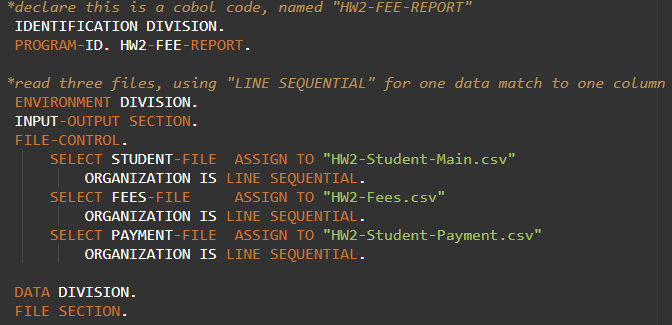 *declare this is a cobol code, named "HW2-FEE-REPORT"
IDENTIFICATION DIVISION.
PROGRAM-ID. HW2-FEE-REPORT.
*read three files, using "LINE SEQUENTIAL" for one data match to one column
ENVIRONMENT DIVISION.
INPUT-OUTPUT SECTION.
FILE-CONTROL.
SELECT STUDENT-FILE ASSIGN TO "HW2-Student-Main.csv"
ORGANIZATION IS LINE SEQUENTIAL.
SELECT FEES-FILE ASSIGN TO "HW2-Fees.csv"
ORGANIZATION IS LINE SEQUENTIAL.
SELECT PAYMENT-FILE ASSIGN TO "HW2-Student-Payment.csv"
ORGANIZATION IS LINE SEQUENTIAL.
DATA DIVISION.
FILE SECTION.